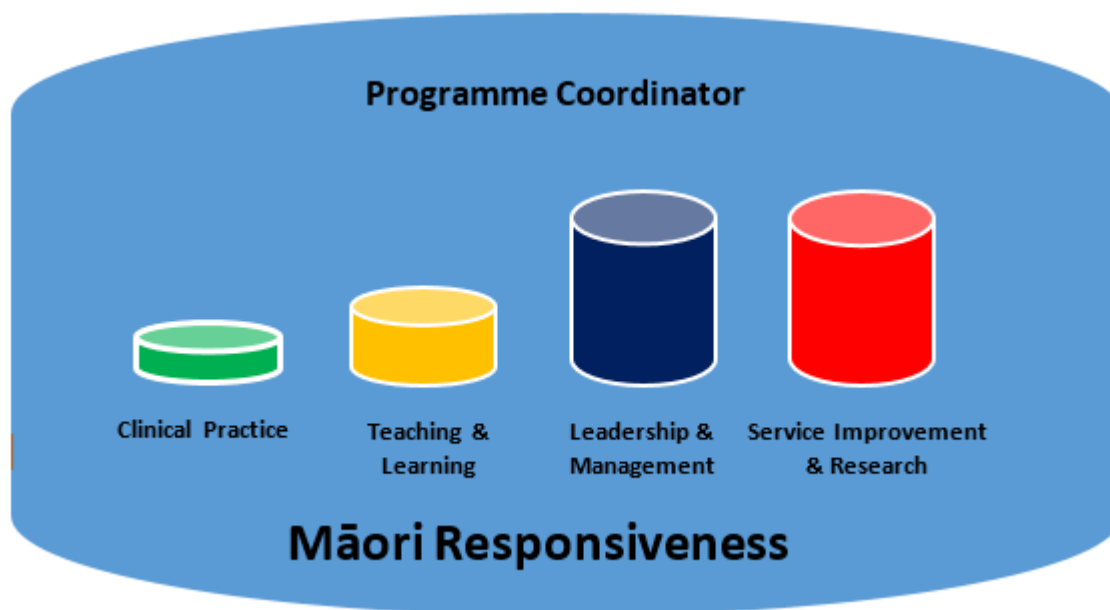 Programme Coordinator
Clinical Practice
Teaching &
Learning
Leadership &
Management
Service Improvement
& Research
Māori Responsiveness